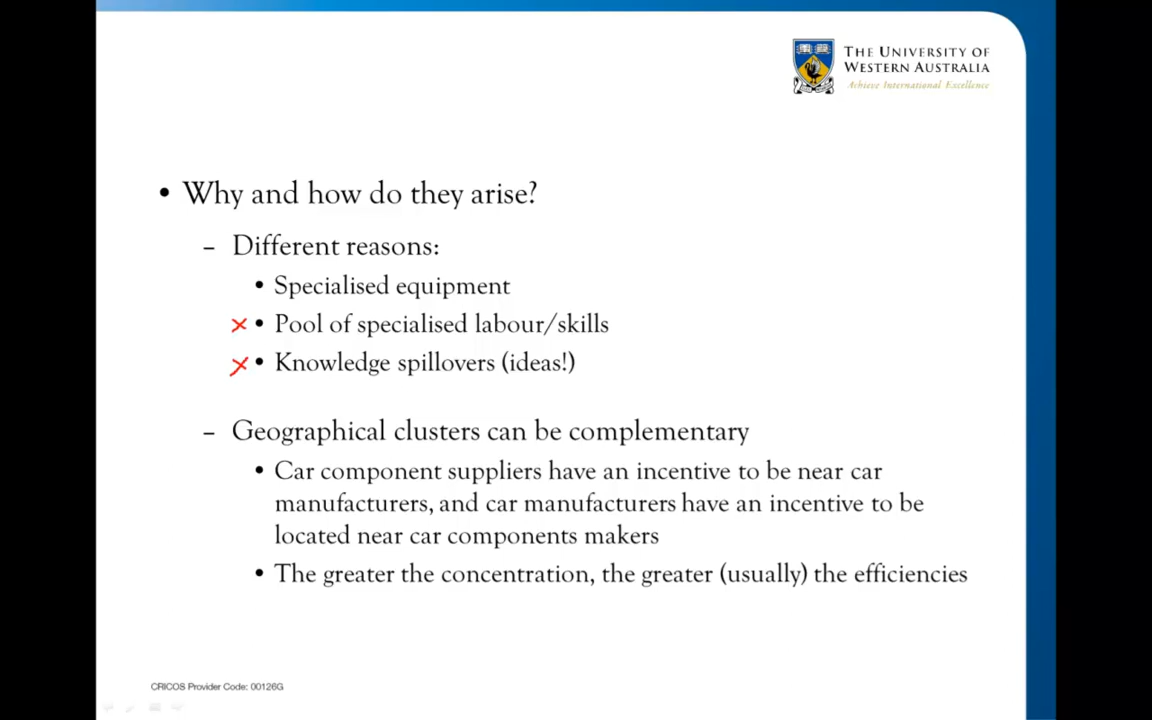 THE UNIVERSITY OF
WESTERN AUSTRALIA
Achieve International Excellence
• Why and how do they arise?
– Different reasons:
• Specialised equipment
× • Pool of specialised labour/skills
× • Knowledge spillovers (ideas!)
– Geographical clusters can be complementary
• Car component suppliers have an incentive to be near car
manufacturers, and car manufacturers have an incentive to be
located near car components makers
• The greater the concentration, the greater (usually) the efficiencies
CRICOS Provider Code: 00126G